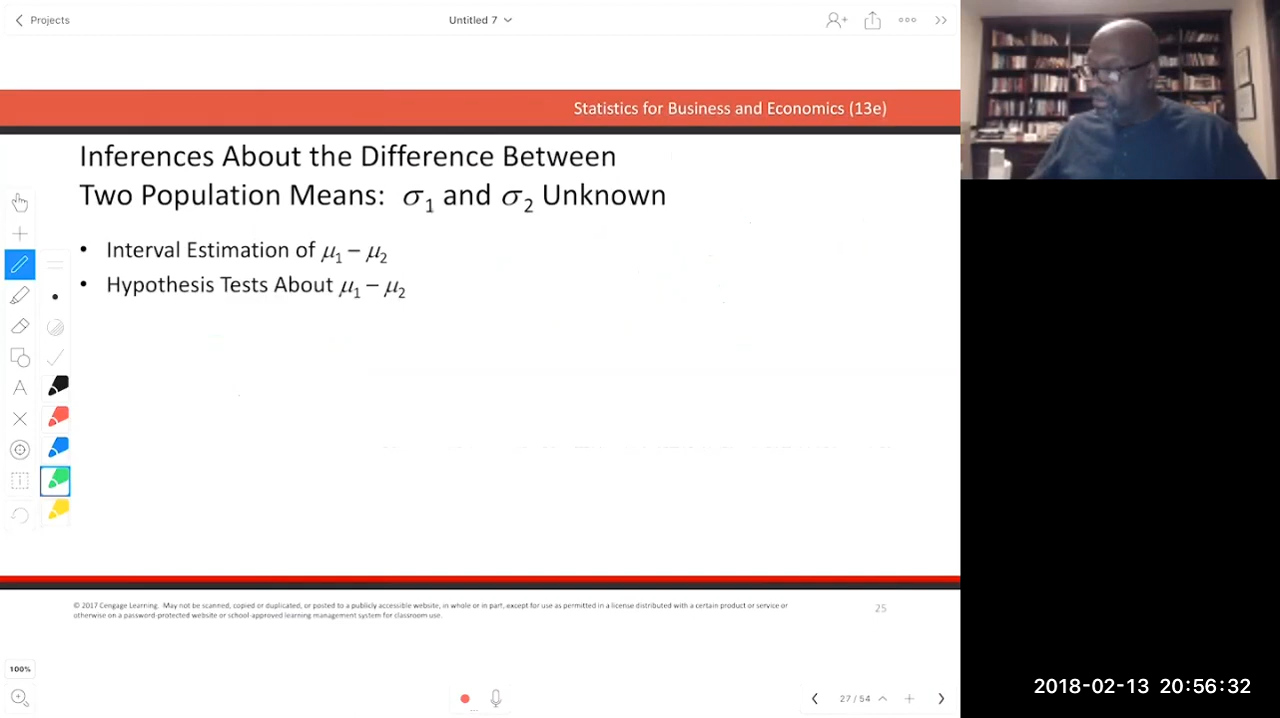 Projects
Untitled 7
Statistics for Business and Economics (13e)
Inferences About the Difference Between
Two Population Means: σ1 and σ2 Unknown
• Interval Estimation of μ1 – μ2
• Hypothesis Tests About μ1 – μ2
A
© 2017 Cengage Learning. May not be scanned, copied or duplicated, or posted to a publicly accessible website, in whole or in part, except for use as permitted in a license distributed with a certain product or service or
otherwise on a password-protected website or school-approved learning management system for classroom use.
25
100%
27 / 54
2018-02-13 20:56:32